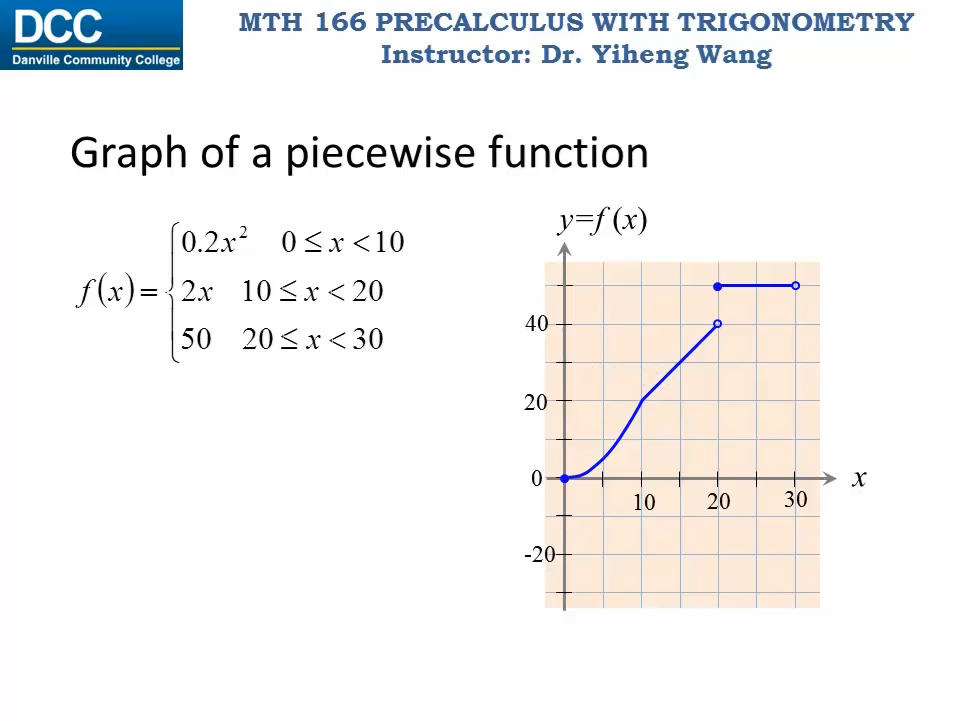 DCC
Danville Community College
MTH 166 PRECALCULUS WITH TRIGONOMETRY
Instructor: Dr. Yiheng Wang
Graph of a piecewise function
f(x) = { 0.2x² 0 ≤ x < 10
2x 10 ≤ x < 20
50 20 ≤ x < 30
y=f (x)
40
20
0
-20
10 20 30
x